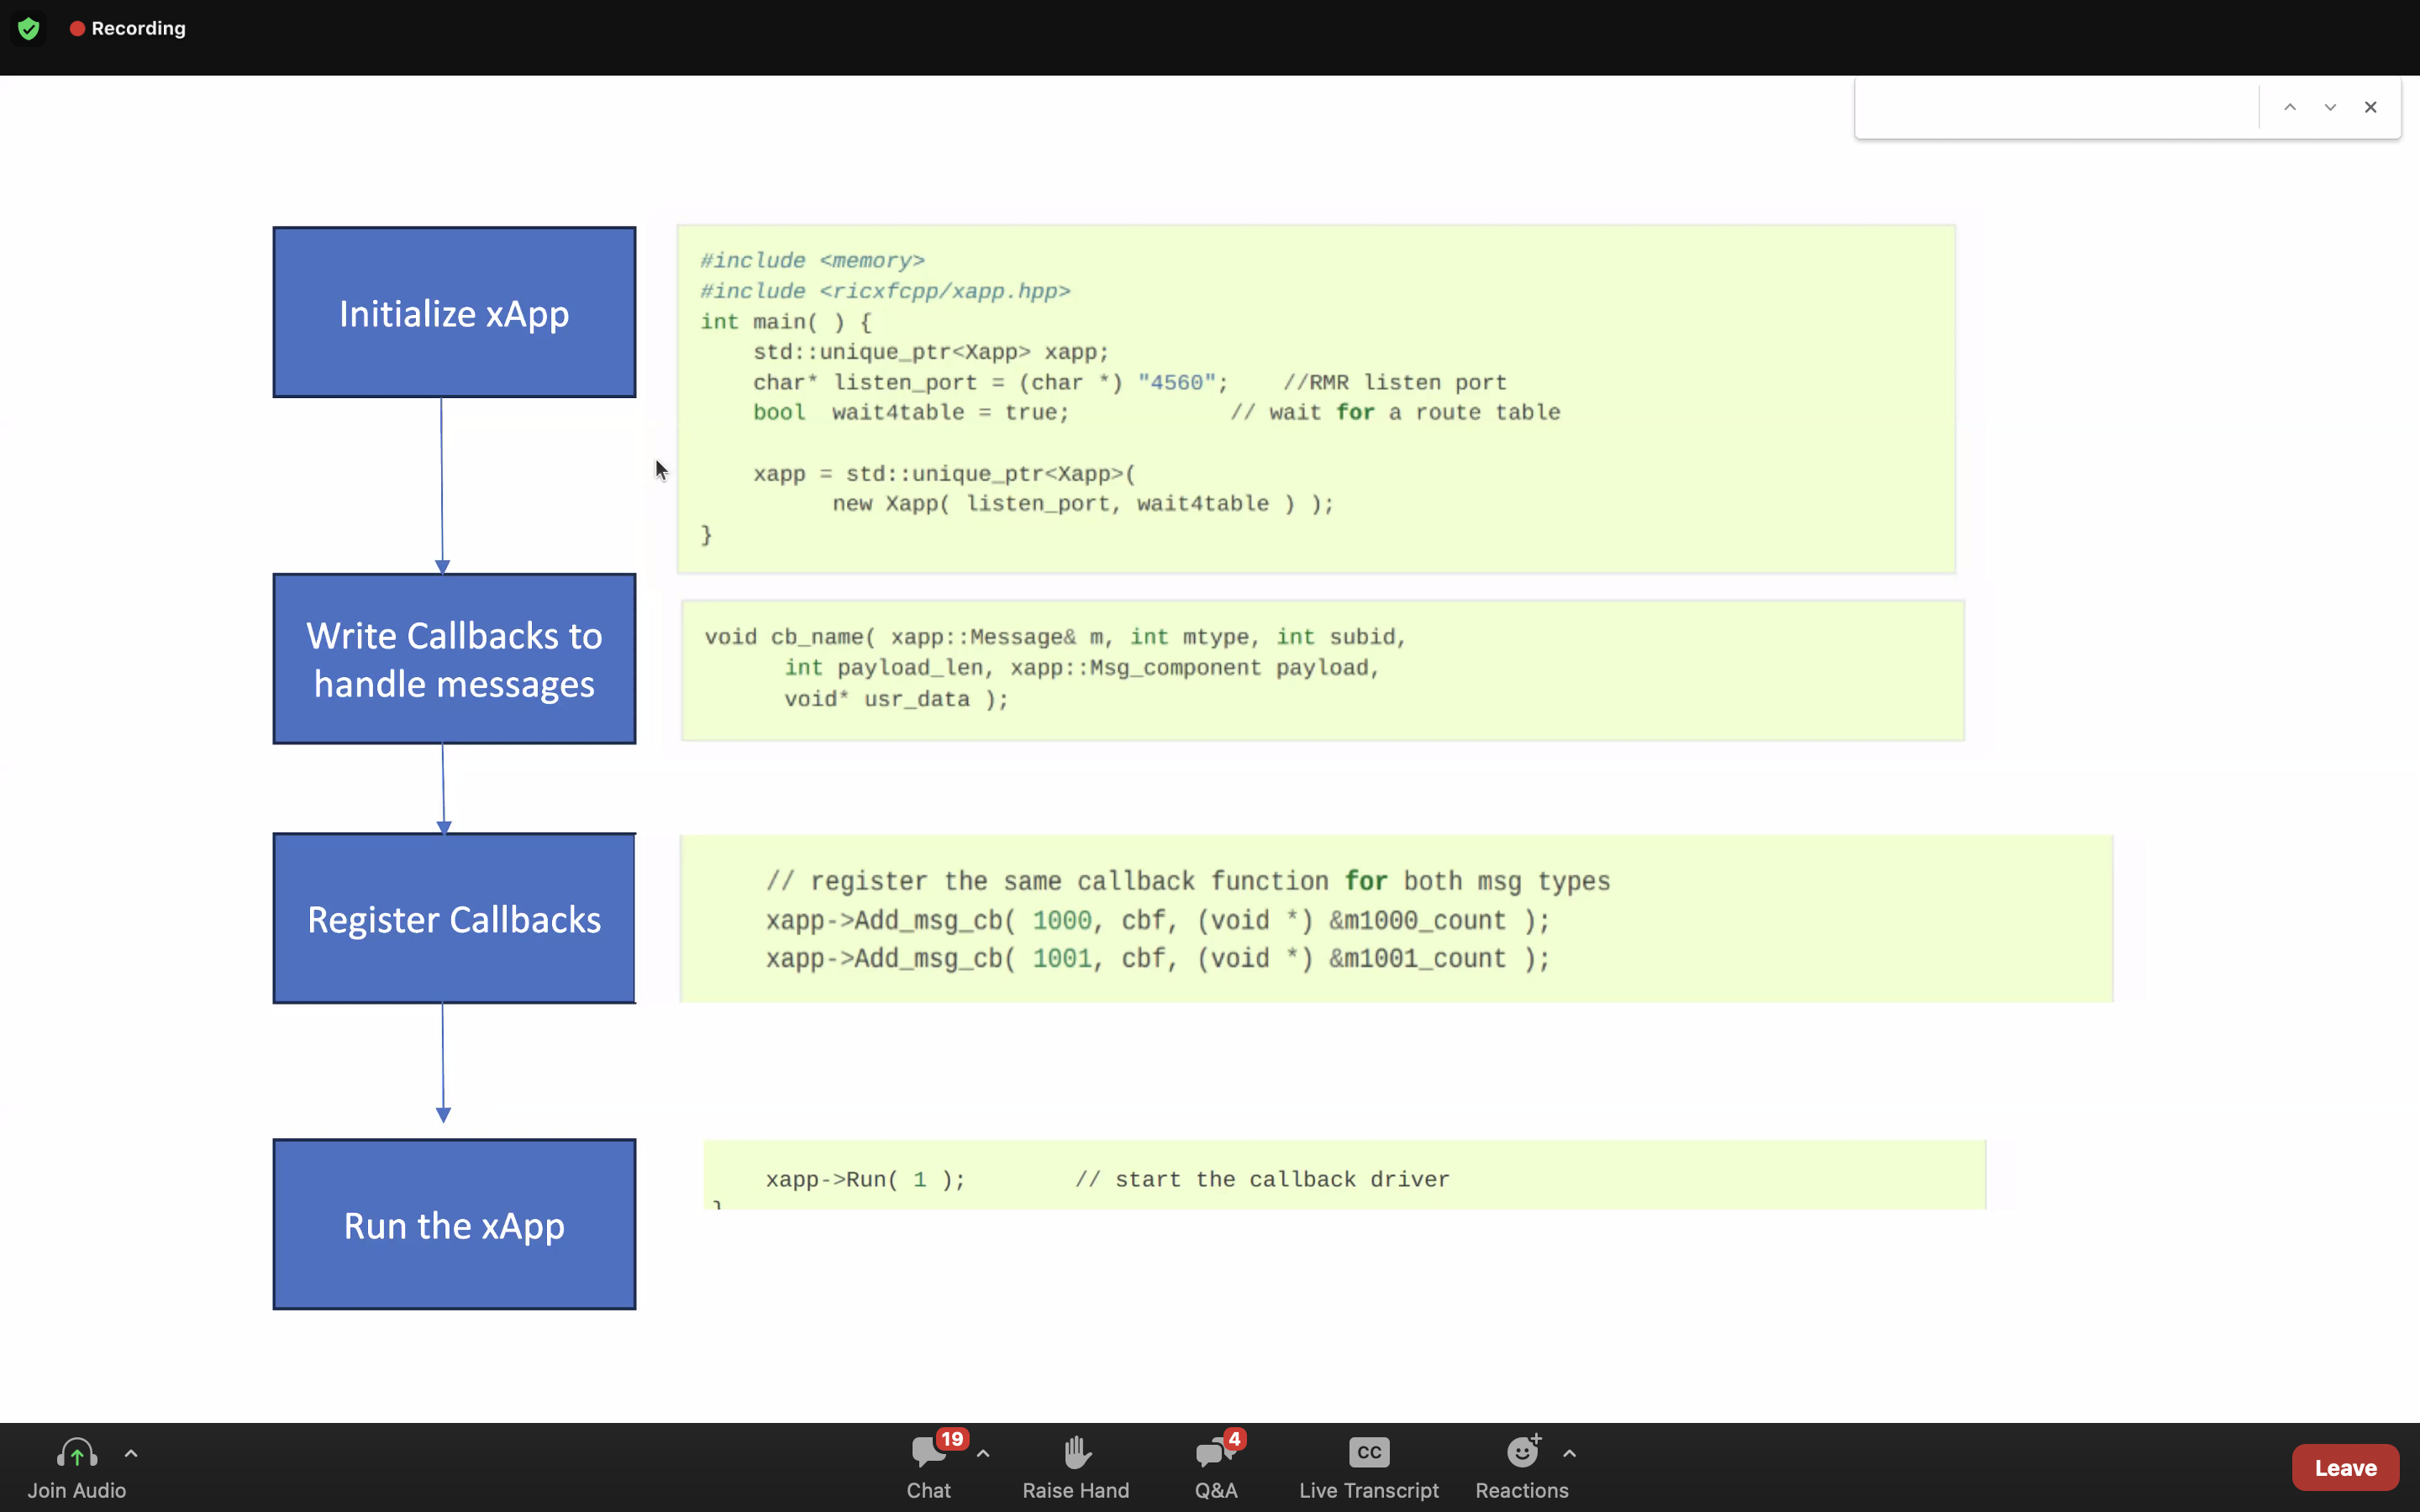 Recording
Initialize xApp
#include <memory>
#include <ricxfcpp/xapp.hpp>
int main( ) {
    std::unique_ptr<Xapp> xapp;
    char* listen_port = (char *) "4560";    //RMR listen port
    bool  wait4table = true;            // wait for a route table
    xapp = std::unique_ptr<Xapp>(
          new Xapp( listen_port, wait4table ) );
}
Write Callbacks to
handle messages
void cb_name( xapp::Message& m, int mtype, int subid,
      int payload_len, xapp::Msg_component payload,
      void* usr_data );
Register Callbacks
// register the same callback function for both msg types
xapp->Add_msg_cb( 1000, cbf, (void *) &m1000_count );
xapp->Add_msg_cb( 1001, cbf, (void *) &m1001_count );
Run the xApp
    xapp->Run( 1 );        // start the callback driver
}
Join Audio
19
Chat
Raise Hand
4
Q&A
CC
Live Transcript
Reactions
Leave